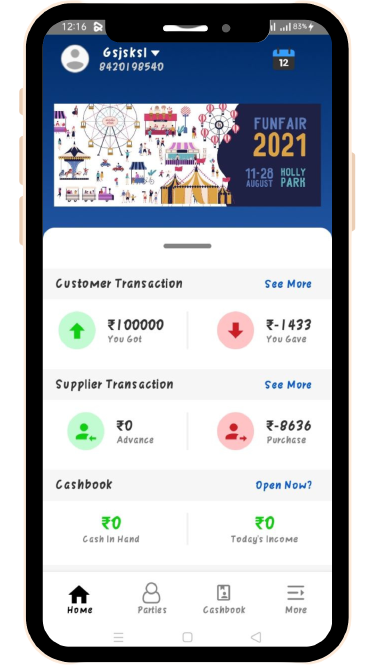 12:16 83%
Gsjsksl
8420198540
12
FUNFAIR
2021
11-28 HOLLY
AUGUST PARK
Customer Transaction See More
₹100000 ₹-1433
You Got You Gave
Supplier Transaction See More
₹0 ₹-8636
Advance Purchase
Cashbook Open Now?
₹0 ₹0
Cash In Hand Today's Income
Home Parties Cashbook More